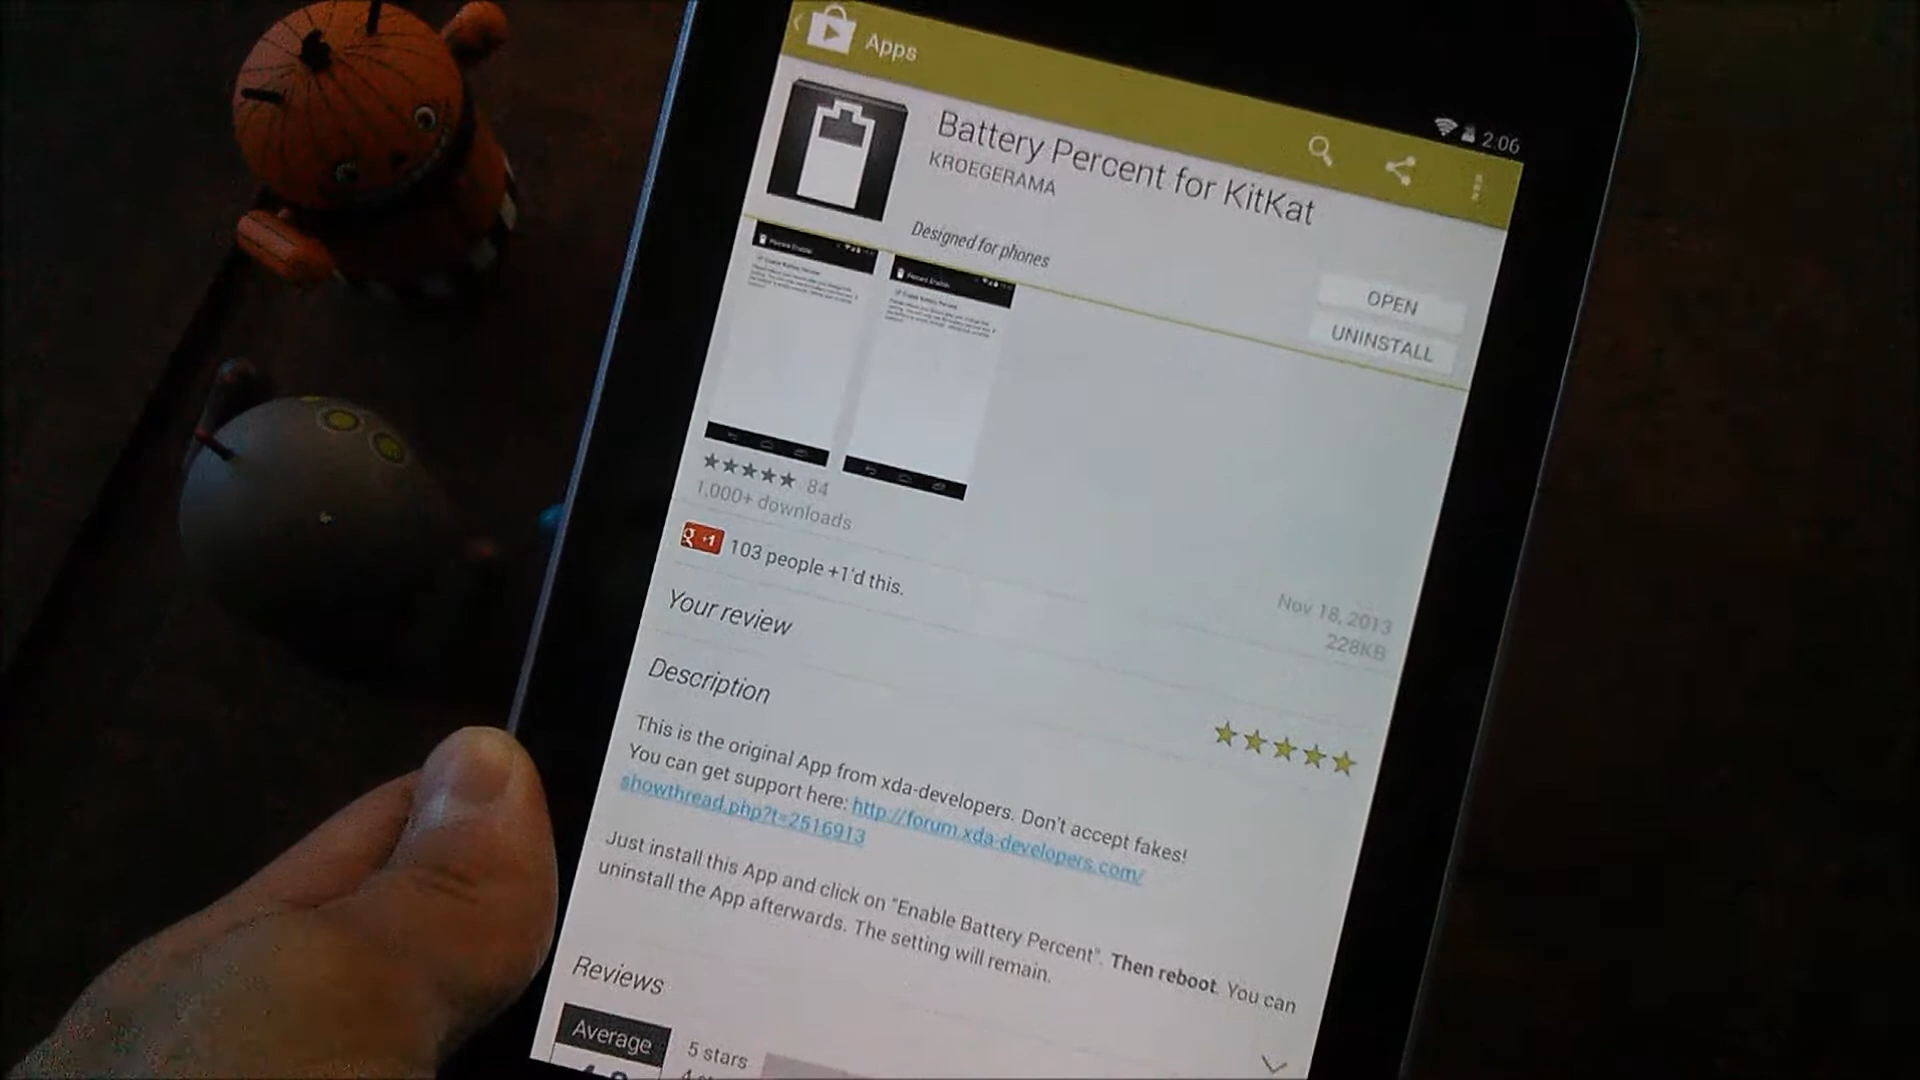 Apps
2:06
Battery Percent for KitKat
KROEGERAMA
Designed for phones
OPEN
UNINSTALL
Percent Enabler
Percent Enabler
84
1,000+ downloads
g +1 103 people +1'd this.
Nov 18, 2013
228KB
Your review
Description
This is the original App from xda-developers. Don't accept fakes!
You can get support here: http://forum.xda-developers.com/
showthread.php?t=2516913
Just install this App and click on "Enable Battery Percent". Then reboot. You can
uninstall the App afterwards. The setting will remain.
Reviews
Average
5 stars